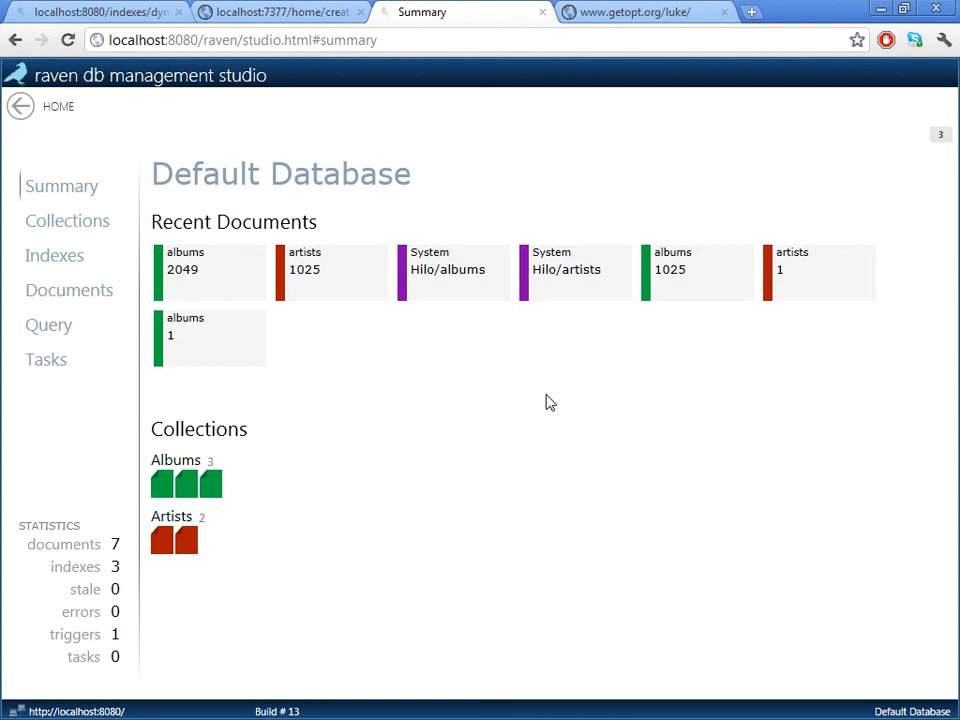 localhost:8080/indexes/dyn
localhost:7377/home/creat
Summary
www.getopt.org/luke/
localhost:8080/raven/studio.html#summary
raven db management studio
HOME
3
Default Database
Summary
Collections
Indexes
Documents
Query
Tasks
Recent Documents
albums
2049
artists
1025
System
Hilo/albums
System
Hilo/artists
albums
1025
artists
1
albums
1
Collections
Albums 3
Artists 2
STATISTICS
documents 7
indexes 3
stale 0
errors 0
triggers 1
tasks 0
http://localhost:8080/
Build # 13
Default Database